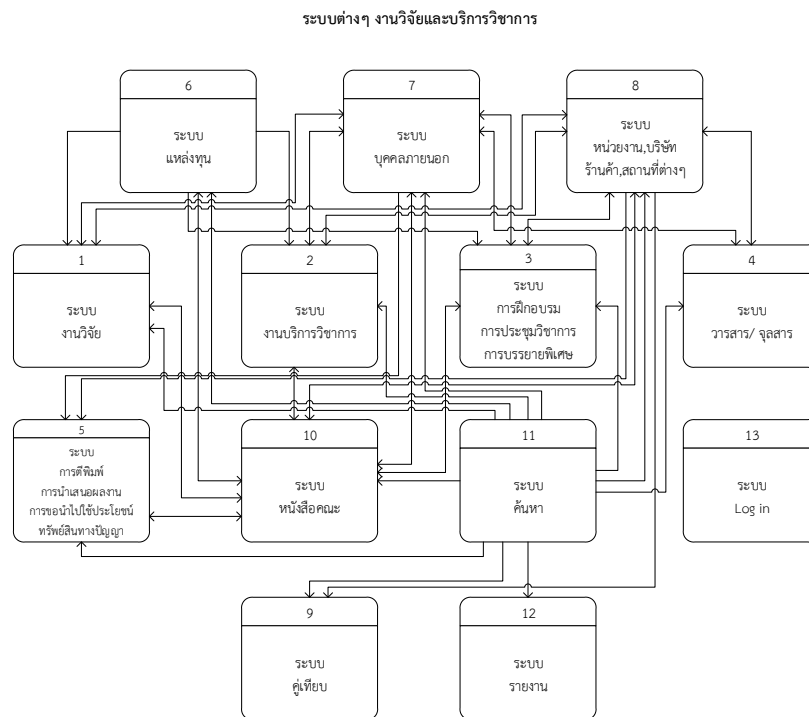 ระบบต่างๆ งานวิจัยและบริการวิชาการ
6
ระบบ
แหล่งทุน
7
ระบบ
บุคคลภายนอก
8
ระบบ
หน่วยงาน,บริษัท
ร้านค้า,สถานที่ต่างๆ
1
ระบบ
งานวิจัย
2
ระบบ
งานบริการวิชาการ
3
ระบบ
การฝึกอบรม
การประชุมวิชาการ
การบรรยายพิเศษ
4
ระบบ
วารสาร/ จุลสาร
5
ระบบ
การตีพิมพ์
การนำเสนอผลงาน
การขอนำไปใช้ประโยชน์
ทรัพย์สินทางปัญญา
10
ระบบ
หนังสือคณะ
11
ระบบ
ค้นหา
13
ระบบ
Log in
9
ระบบ
คู่เทียบ
12
ระบบ
รายงาน